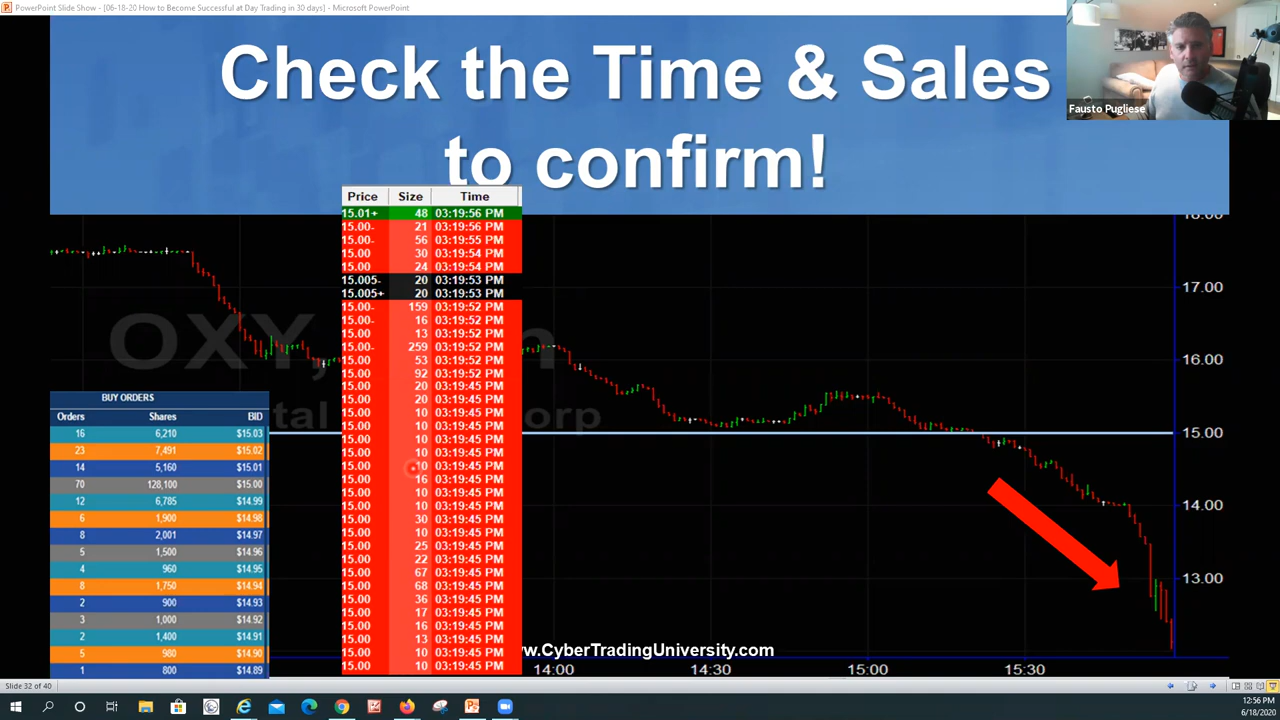 PowerPoint Slide Show - [06-18-20 How to Become Successful at Day Trading in 30 days] - Microsoft PowerPoint
Check the Time & Sales
to confirm!
Fausto Pugliese
Price Size Time
15.01+ 48 03:19:56 PM
15.00- 21 03:19:56 PM
15.00- 56 03:19:55 PM
15.00 30 03:19:54 PM
15.00 24 03:19:54 PM
15.005- 20 03:19:53 PM
15.005+ 20 03:19:53 PM
15.00- 159 03:19:52 PM
15.00- 16 03:19:52 PM
15.00 13 03:19:52 PM
15.00- 259 03:19:52 PM
15.00 53 03:19:52 PM
15.00 92 03:19:52 PM
15.00 20 03:19:45 PM
15.00 20 03:19:45 PM
15.00 10 03:19:45 PM
15.00 10 03:19:45 PM
15.00 10 03:19:45 PM
15.00 10 03:19:45 PM
15.00 10 03:19:45 PM
15.00 16 03:19:45 PM
15.00 10 03:19:45 PM
15.00 10 03:19:45 PM
15.00 30 03:19:45 PM
15.00 10 03:19:45 PM
15.00 25 03:19:45 PM
15.00 22 03:19:45 PM
15.00 67 03:19:45 PM
15.00 68 03:19:45 PM
15.00 36 03:19:45 PM
15.00 17 03:19:45 PM
15.00 16 03:19:45 PM
15.00 13 03:19:45 PM
15.00 10 03:19:45 PM
15.00 10 03:19:45 PM
BUY ORDERS
Orders Shares BID
16 6,210 $15.03
23 7,491 $15.02
14 5,160 $15.01
70 128,100 $15.00
12 6,785 $14.99
6 1,900 $14.98
8 2,001 $14.97
5 1,500 $14.96
4 960 $14.95
8 1,750 $14.94
2 900 $14.93
3 1,000 $14.92
2 1,400 $14.91
5 980 $14.90
1 800 $14.89
OXY,
tal
orp
18.00
17.00
16.00
15.00
14.00
13.00
ww.CyberTradingUniversity.com
14:00 14:30 15:00 15:30
Slide 32 of 40
12:56 PM
6/18/2020